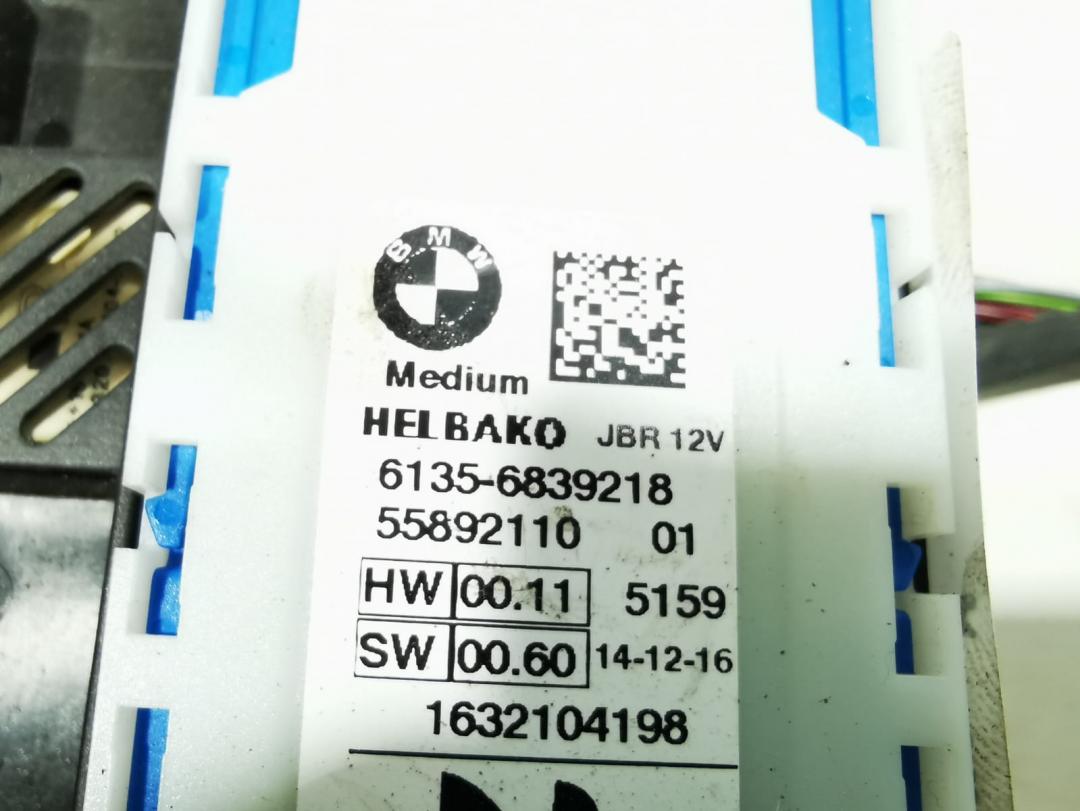 BMW
Medium
HELBAKO JBR 12V
6135-6839218
55892110 01
HW 00.11 5159
SW 00.60 14-12-16
1632104198